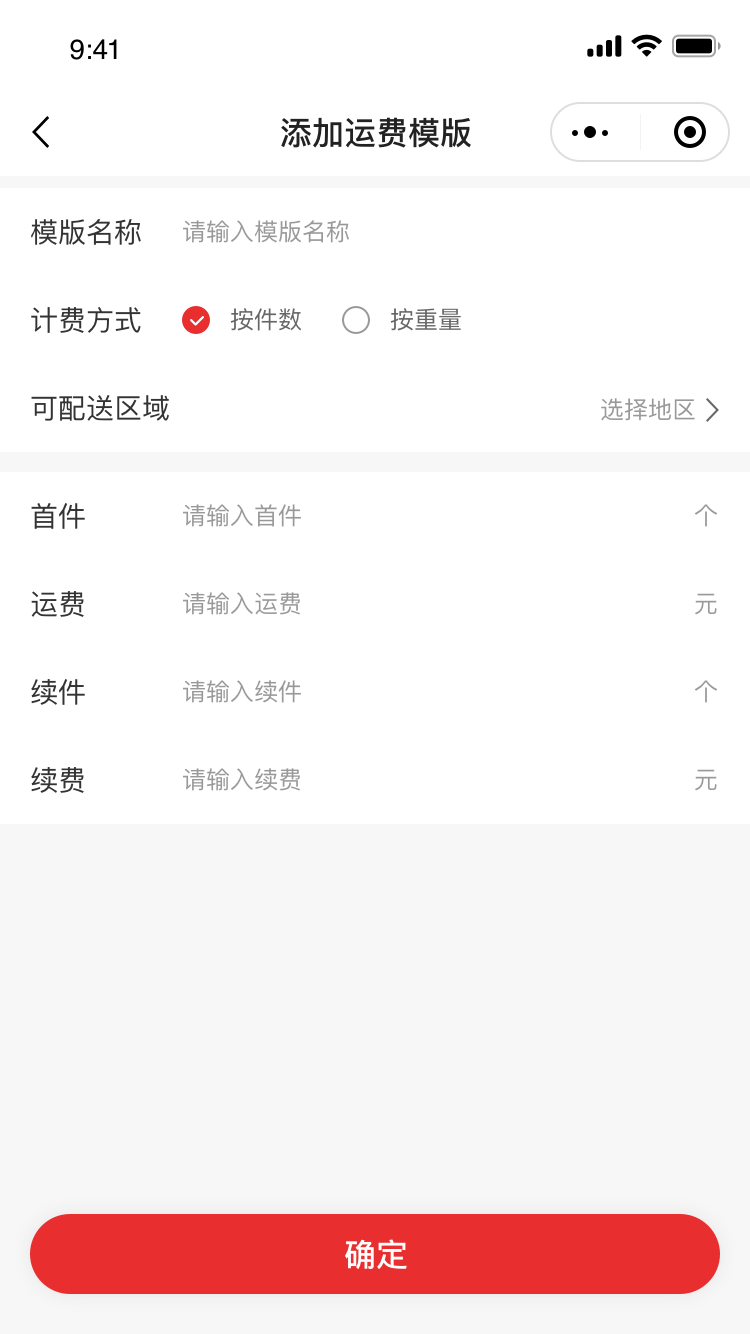 9:41
添加运费模版
模版名称 请输入模版名称
计费方式 按件数 按重量
可配送区域 选择地区
首件 请输入首件 个
运费 请输入运费 元
续件 请输入续件 个
续费 请输入续费 元
确定